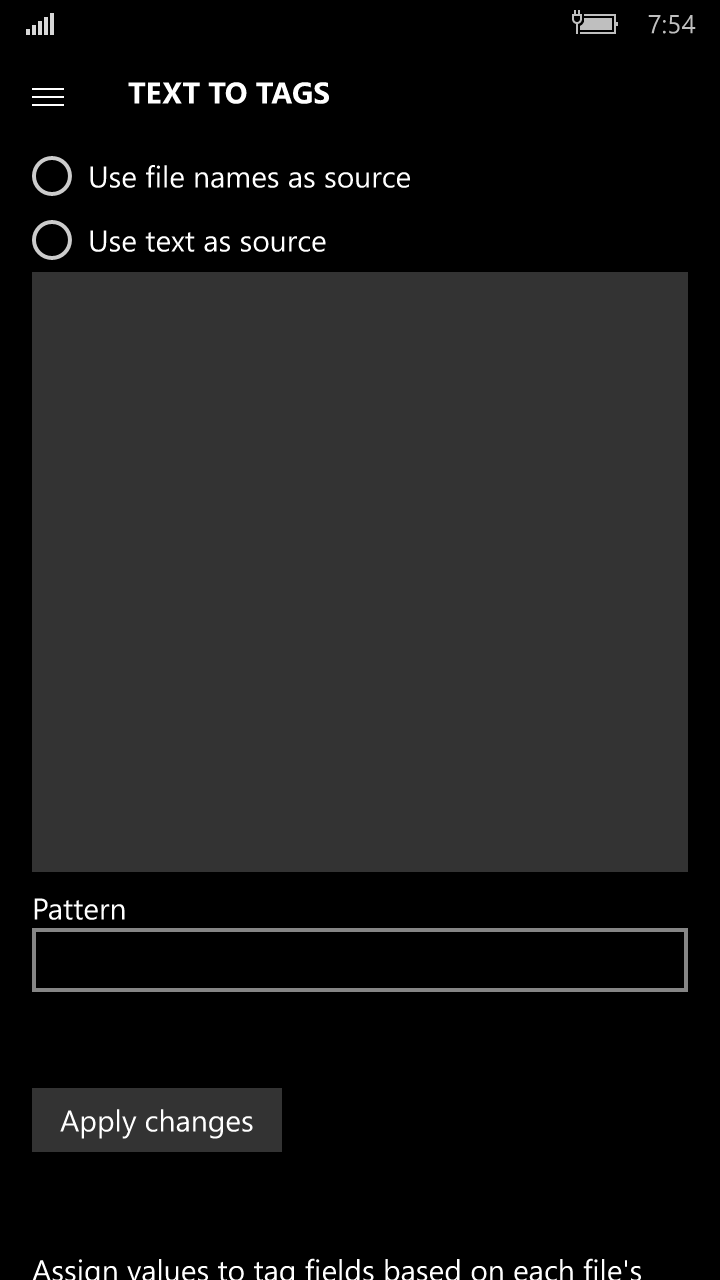 7:54
TEXT TO TAGS
Use file names as source
Use text as source
Pattern
Apply changes
Assign values to tag fields based on each file's